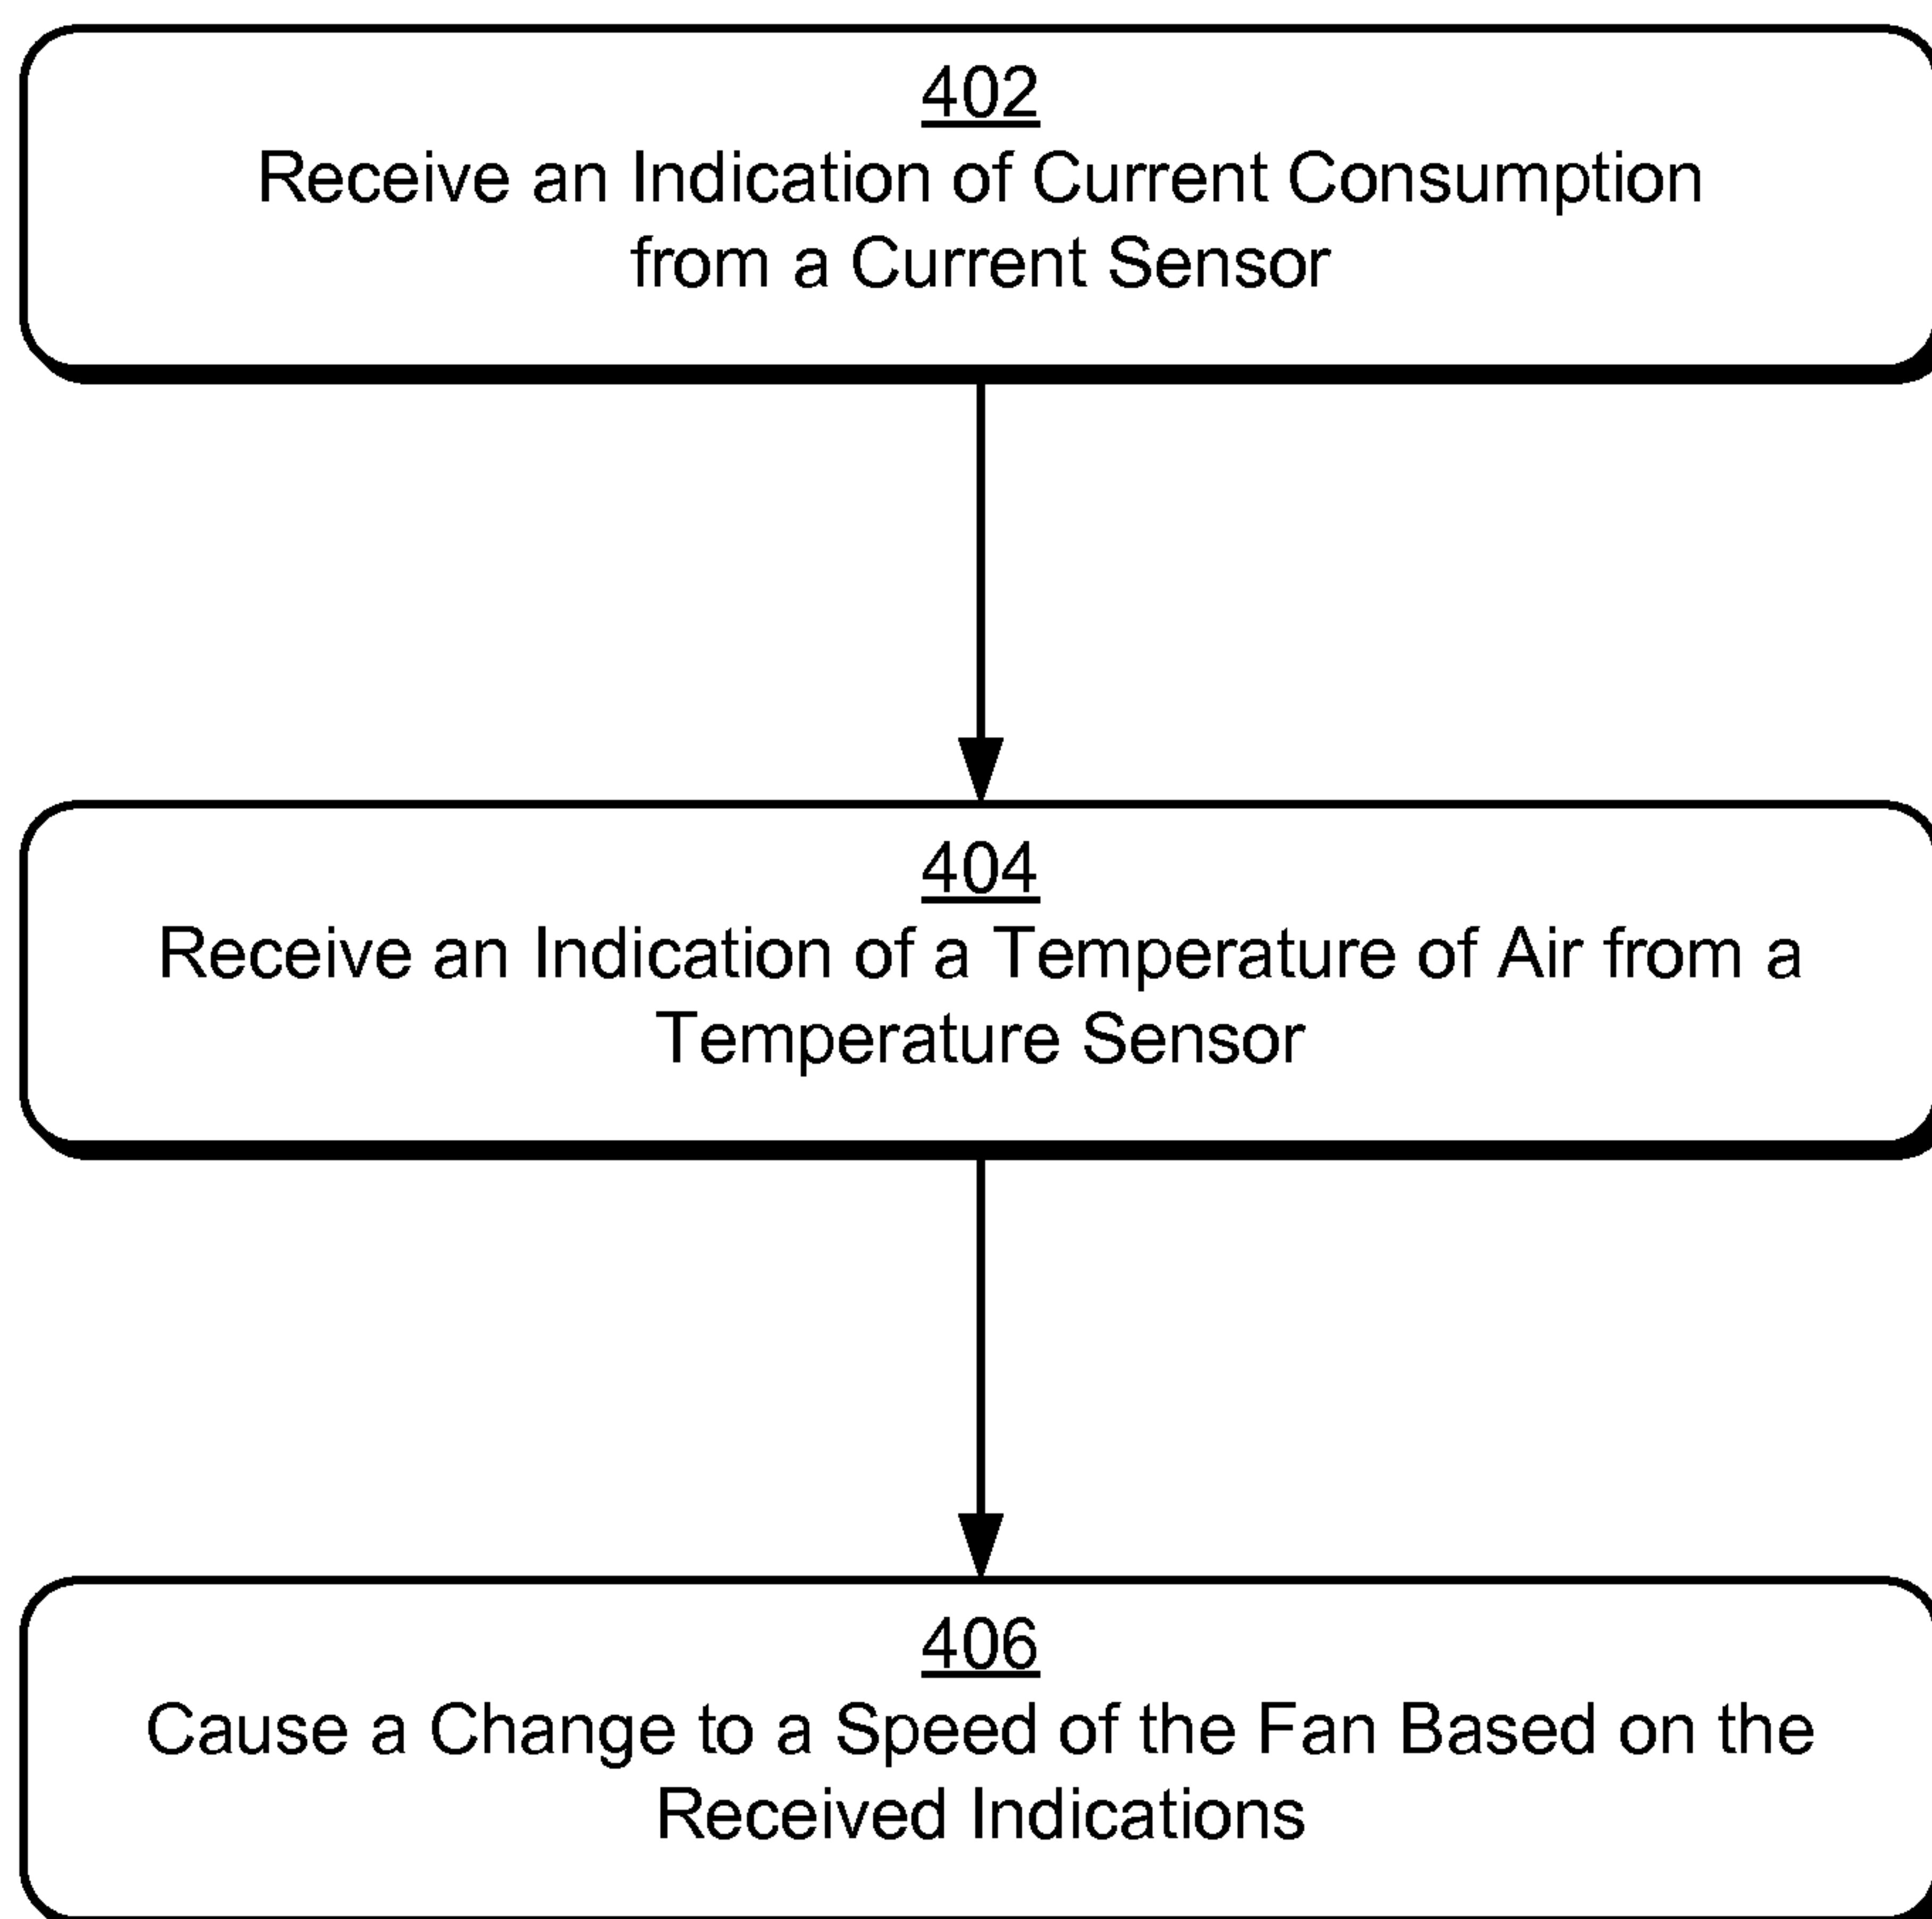 402
Receive an Indication of Current Consumption
from a Current Sensor
404
Receive an Indication of a Temperature of Air from a
Temperature Sensor
406
Cause a Change to a Speed of the Fan Based on the
Received Indications